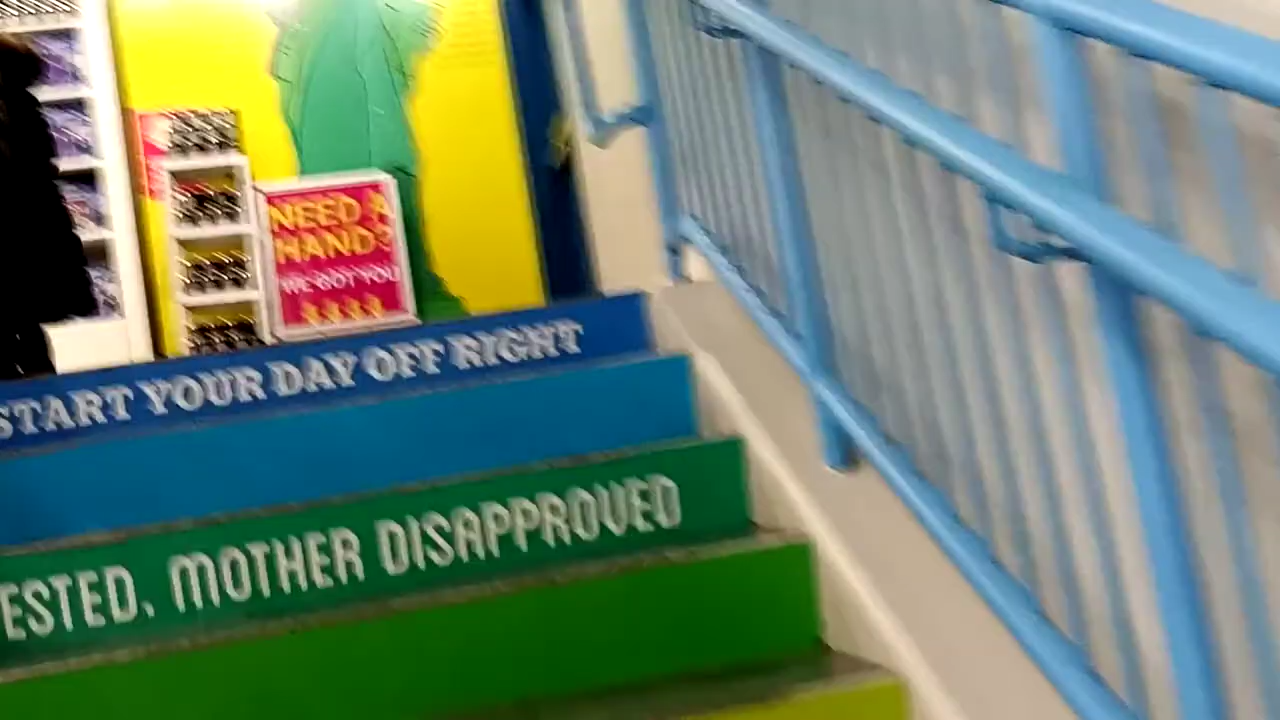 NEED A
HAND?
WE GOT YOU
START YOUR DAY OFF RIGHT
ESTED, MOTHER DISAPPROVED